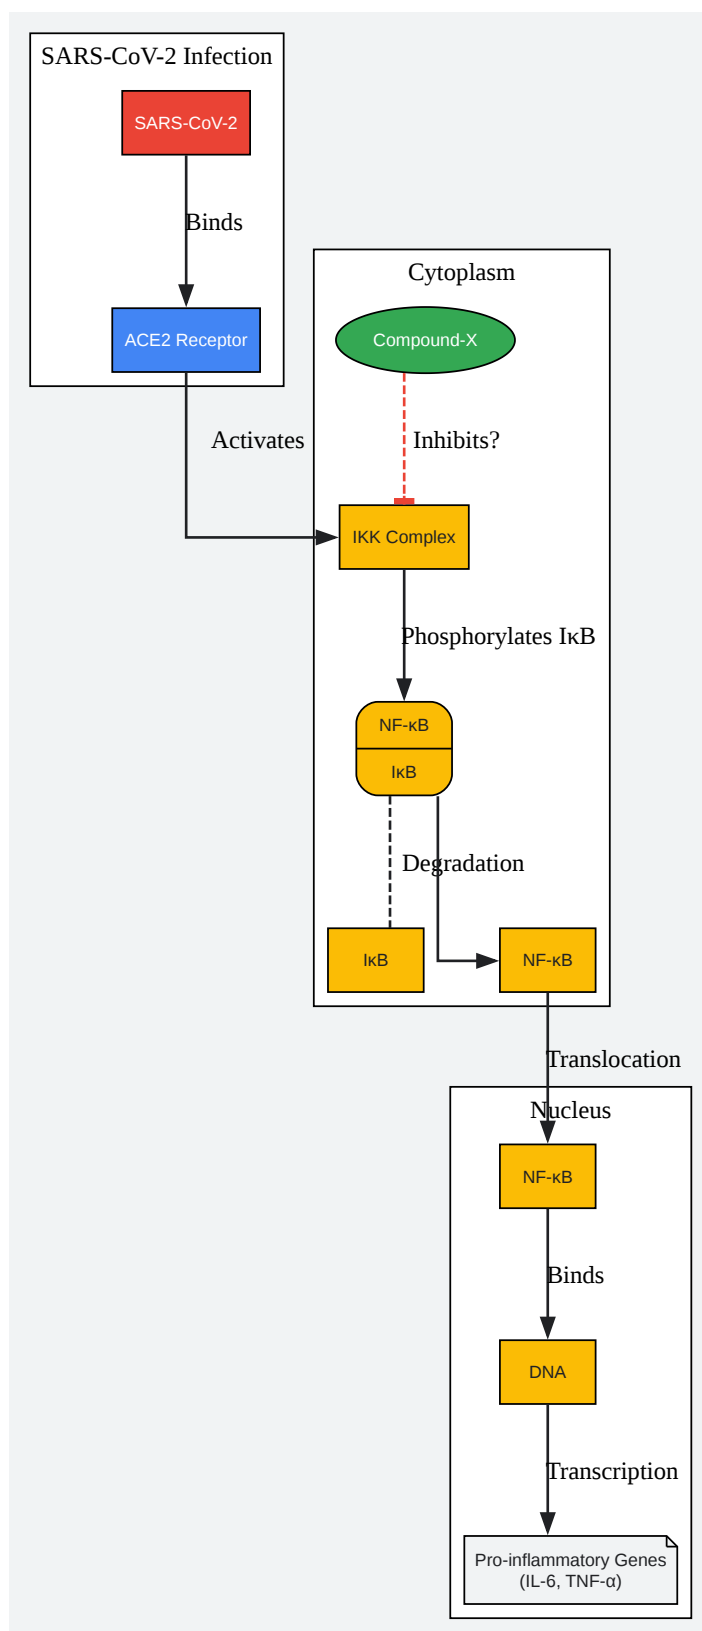 SARS-CoV-2 Infection
SARS-CoV-2
Binds
ACE2 Receptor
Activates
Cytoplasm
Compound-X
Inhibits?
IKK Complex
Phosphorylates IκB
NF-κB
IκB
Degradation
IκB
NF-κB
Translocation
Nucleus
NF-κB
Binds
DNA
Transcription
Pro-inflammatory Genes
(IL-6, TNF-α)